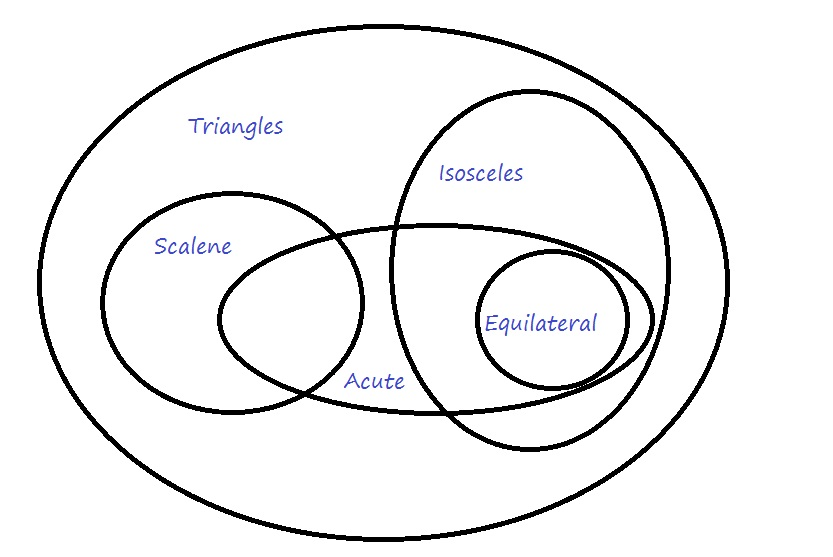 Triangles
Isosceles
Scalene
Equilateral
Acute